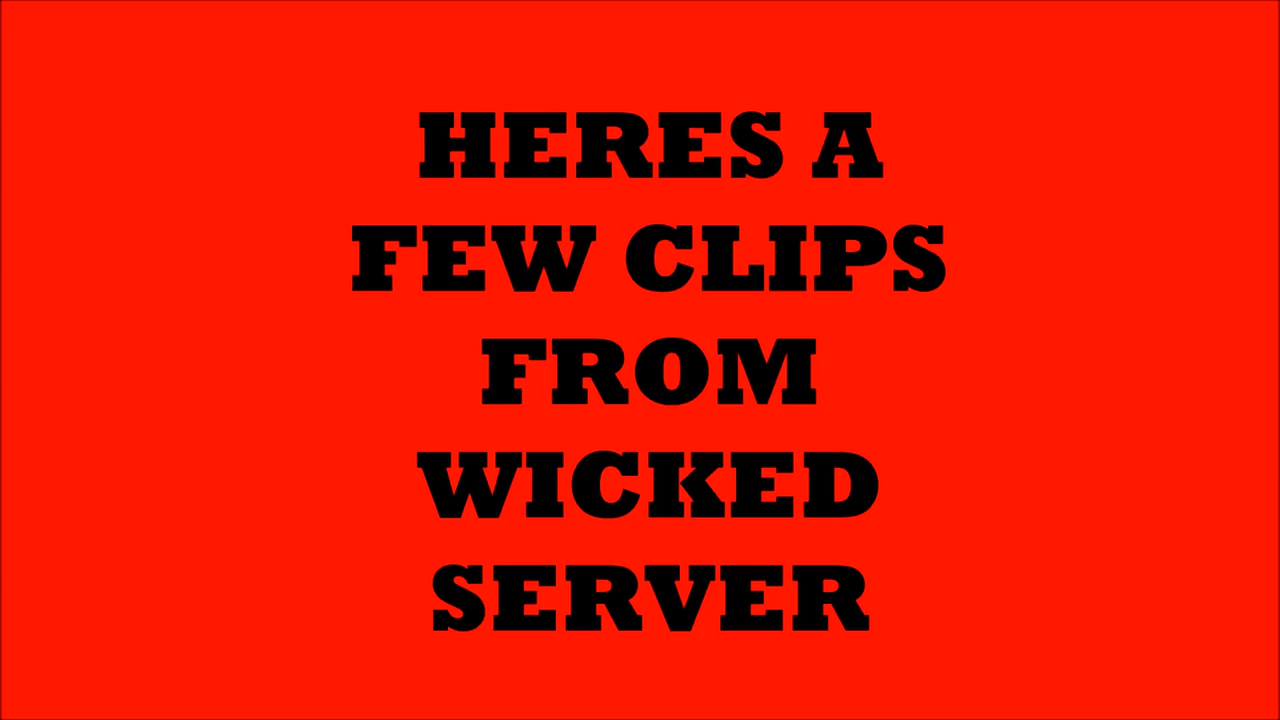 HERES A
FEW CLIPS
FROM
WICKED
SERVER